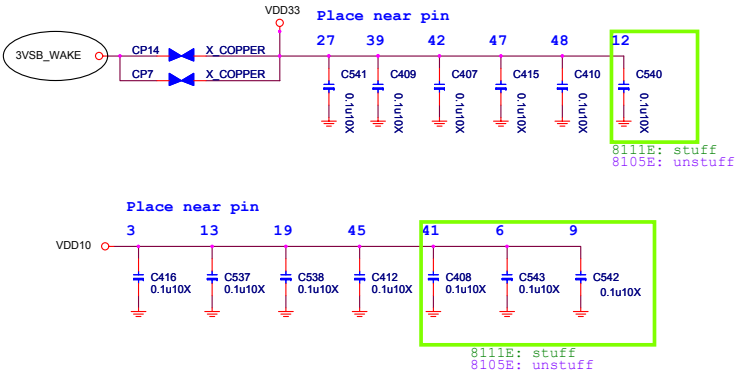 VDD33
Place near pin
27 39 42 47 48 12
3VSB_WAKE
CP14 X_COPPER
CP7 X_COPPER
C541 C409 C407 C415 C410 C540
0.1u10X 0.1u10X 0.1u10X 0.1u10X 0.1u10X 0.1u10X
8111E: stuff
8105E: unstuff
Place near pin
3 13 19 45 41 6 9
VDD10
C416 C537 C538 C412 C408 C543 C542
0.1u10X 0.1u10X 0.1u10X 0.1u10X 0.1u10X 0.1u10X 0.1u10X
8111E: stuff
8105E: unstuff